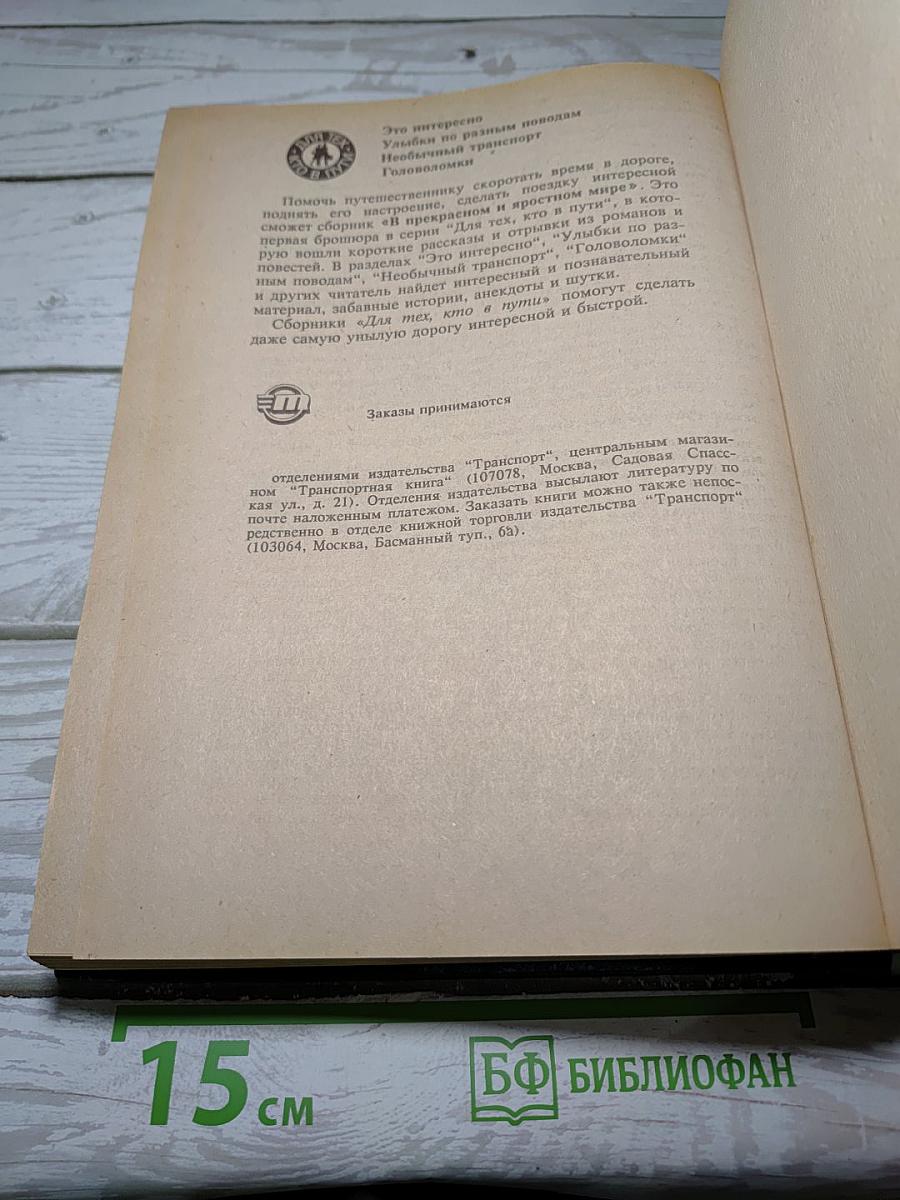 ДЛЯ ТЕХ,
КТО В ПУТИ
Это интересно
Улыбки по разным поводам
Необычный транспорт
Головоломки
Помочь путешественнику скоротать время в дороге,
поднять его настроение, сделать поездку интересной
сможет сборник «В прекрасном и яростном мире». Это
первая брошюра в серии "Для тех, кто в пути", в кото-
рую вошли короткие рассказы и отрывки из романов и
повестей. В разделах "Это интересно", "Улыбки по раз-
ным поводам", "Необычный транспорт", "Головоломки"
и других читатель найдет интересный и познавательный
материал, забавные истории, анекдоты и шутки.
Сборники «Для тех, кто в пути» помогут сделать
даже самую унылую дорогу интересной и быстрой.
Заказы принимаются
отделениями издательства "Транспорт", центральным магази-
ном "Транспортная книга" (107078, Москва, Садовая Спасс-
кая ул., д. 21). Отделения издательства высылают литературу по
почте наложенным платежом. Заказать книги можно также непос-
редственно в отделе книжной торговли издательства "Транспорт"
(103064, Москва, Басманный туп., 6а).
15 см
БФ БИБЛИОФАН